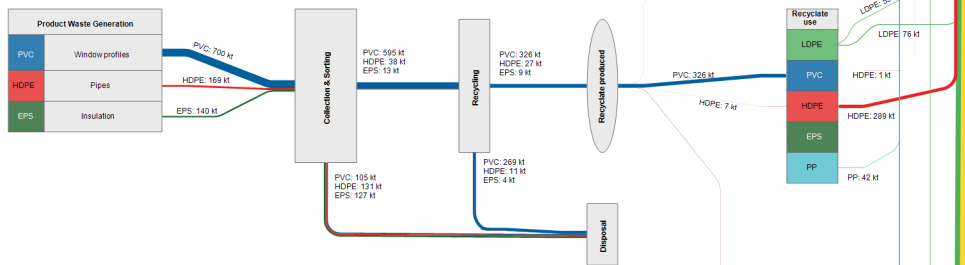 Product Waste Generation
PVC
Window profiles
HDPE
Pipes
EPS
Insulation
PVC: 700 kt
HDPE: 169 kt
EPS: 140 kt
Collection & Sorting
PVC: 595 kt
HDPE: 38 kt
EPS: 13 kt
PVC: 105 kt
HDPE: 131 kt
EPS: 127 kt
Recycling
PVC: 326 kt
HDPE: 27 kt
EPS: 9 kt
PVC: 269 kt
HDPE: 11 kt
EPS: 4 kt
Disposal
Recyclate produced
PVC: 326 kt
HDPE: 7 kt
Recyclate
use
LDPE
PVC
HDPE
EPS
PP
LDPE:
LDPE: 76 kt
HDPE: 1 kt
HDPE: 289 kt
PP: 42 kt